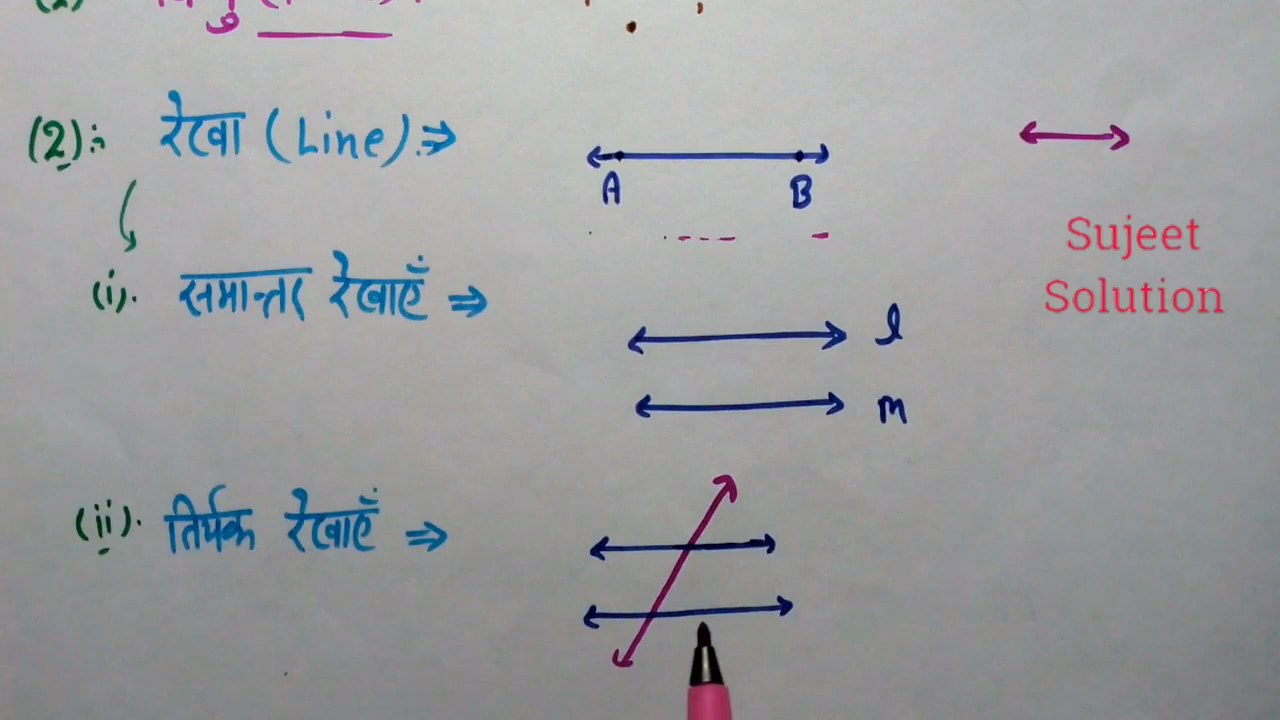 (2):- रेखा (Line) :⇒
A B
Sujeet
Solution
(i). समान्तर रेखाएँ ⇒
l
m
(ii). तिर्यक रेखाएँ ⇒